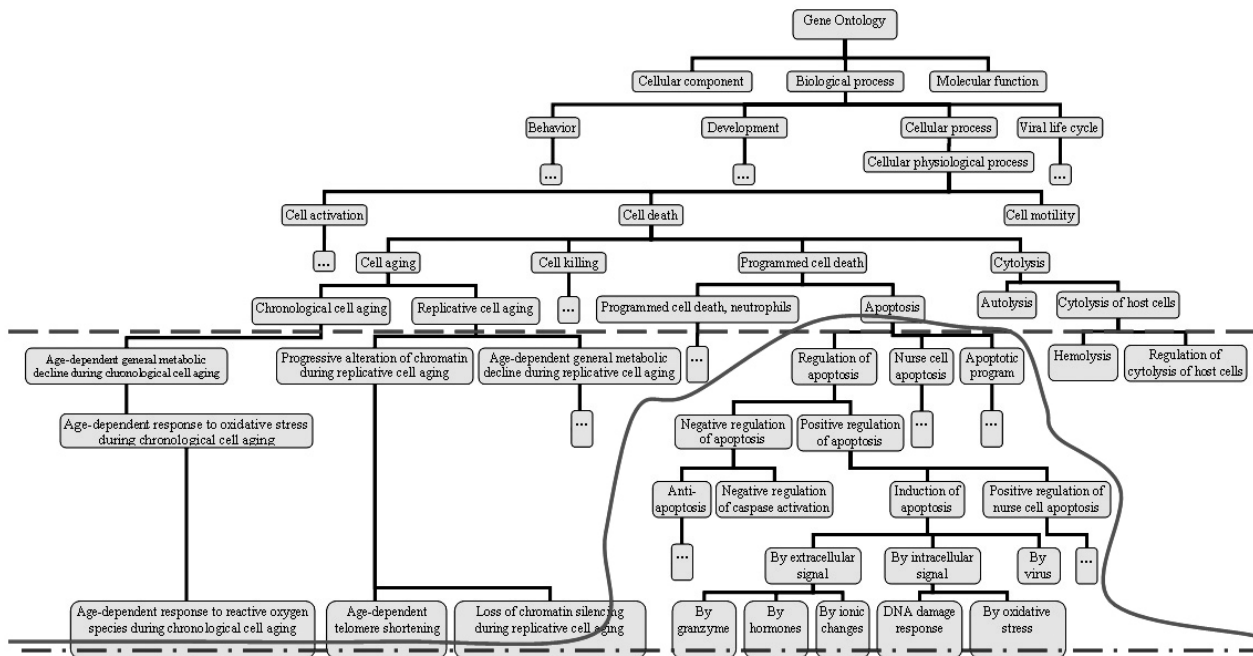 Gene Ontology
Cellular component
Biological process
Molecular function
Behavior
Development
Cellular process
Viral life cycle
...
...
Cellular physiological process
...
Cell activation
Cell death
Cell motility
...
Cell aging
Cell killing
Programmed cell death
Cytolysis
Chronological cell aging
Replicative cell aging
...
Programmed cell death, neutrophils
Apoptosis
Autolysis
Cytolysis of host cells
Age-dependent general metabolic
decline during chronological cell aging
Progressive alteration of chromatin
during replicative cell aging
Age-dependent general metabolic
decline during replicative cell aging
...
Regulation of
apoptosis
Nurse cell
apoptosis
Apoptotic
program
Hemolysis
Regulation of
cytolysis of host cells
Age-dependent response to oxidative stress
during chronological cell aging
...
Negative regulation
of apoptosis
Positive regulation
of apoptosis
...
...
Anti-
apoptosis
Negative regulation
of caspase activation
Induction of
apoptosis
Positive regulation of
nurse cell apoptosis
...
By extracellular
signal
By intracellular
signal
By
virus
...
Age-dependent response to reactive oxygen
species during chronological cell aging
Age-dependent
telomere shortening
Loss of chromatin silencing
during replicative cell aging
By
granzyme
By
hormones
By ionic
changes
DNA damage
response
By oxidative
stress